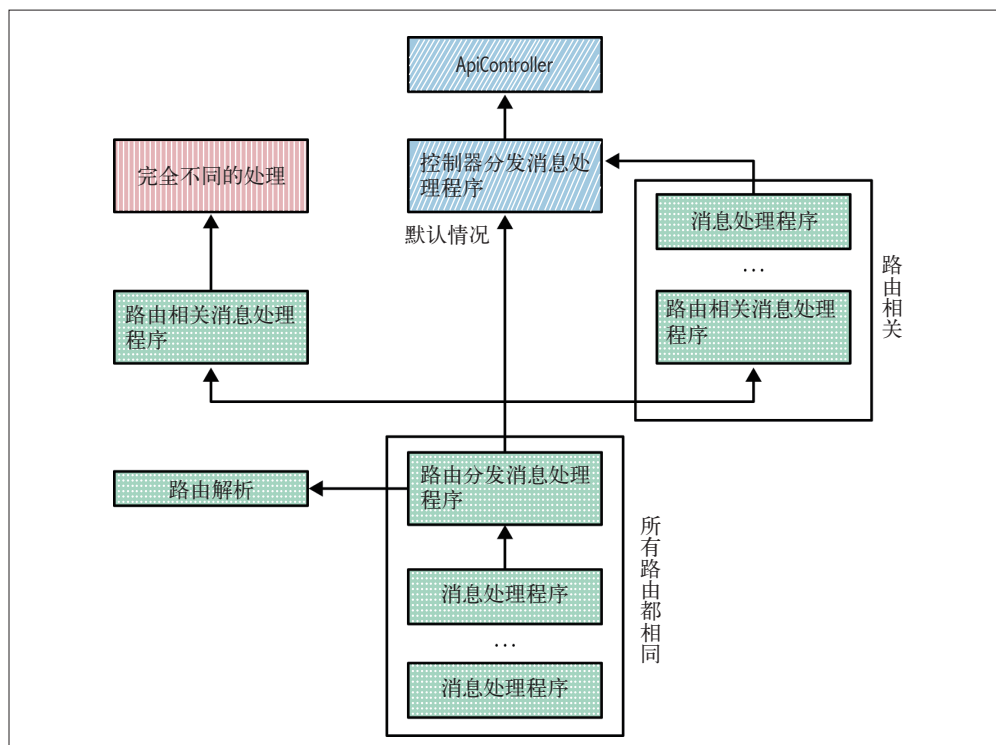 ApiController
完全不同的处理
控制器分发消息处
理程序
默认情况
消息处理程序
…
路由相关消息处理
程序
路由相关
路由相关消息处理
程序
路由解析
路由分发消息处理
程序
消息处理程序
…
消息处理程序
所有路由都相同